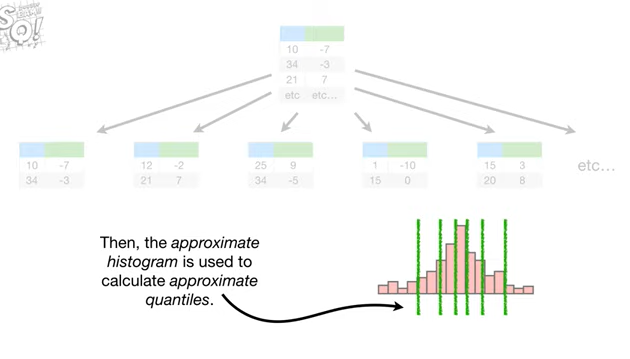 SQ!
10 -7
34 -3
21 7
etc etc...
10 -7
34 -3
12 -2
21 7
25 9
34 -5
1 -10
15 0
15 3
20 8
etc...
Then, the approximate
histogram is used to
calculate approximate
quantiles.